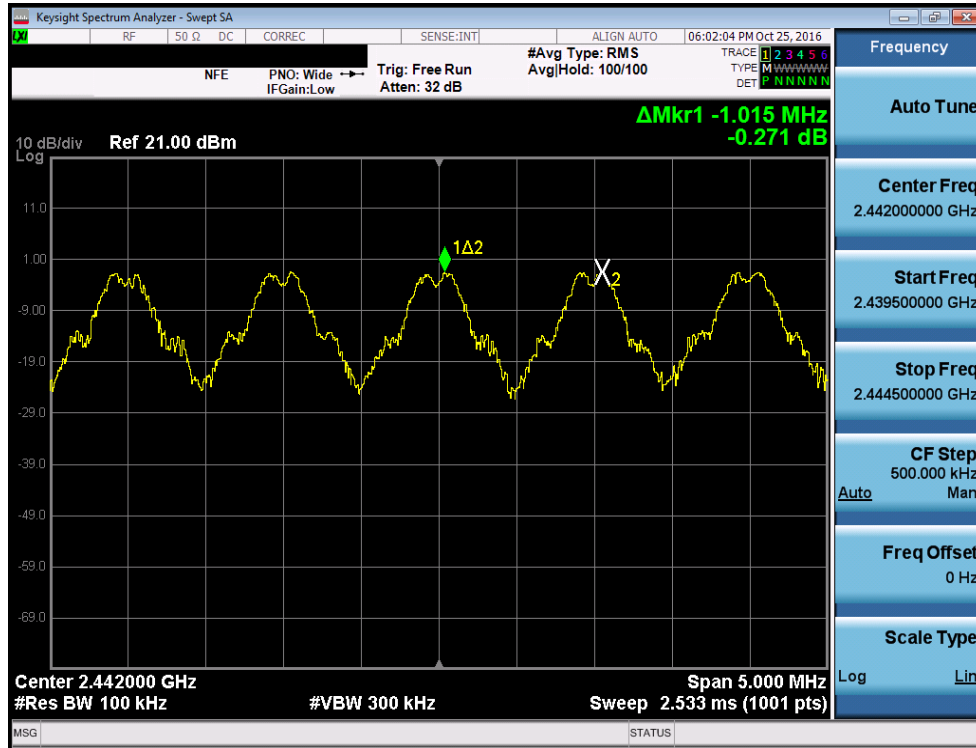 Keysight Spectrum Analyzer - Swept SA
LXI RF 50 Ω DC CORREC SENSE:INT ALIGN AUTO 06:02:04 PM Oct 25, 2016
NFE PNO: Wide Trig: Free Run #Avg Type: RMS TRACE 1 2 3 4 5 6
IFGain:Low Atten: 32 dB Avg|Hold: 100/100 TYPE M W W W W W
DET P N N N N N
ΔMkr1 -1.015 MHz
-0.271 dB
10 dB/div Ref 21.00 dBm
Log
11.0
1.00
-9.00
-19.0
-29.0
-39.0
-49.0
-59.0
-69.0
1Δ2
2
Center 2.442000 GHz Span 5.000 MHz
#Res BW 100 kHz #VBW 300 kHz Sweep 2.533 ms (1001 pts)
MSG STATUS
Frequency
Auto Tune
Center Freq
2.442000000 GHz
Start Freq
2.439500000 GHz
Stop Freq
2.444500000 GHz
CF Step
500.000 kHz
Auto Man
Freq Offset
0 Hz
Scale Type
Log Lin